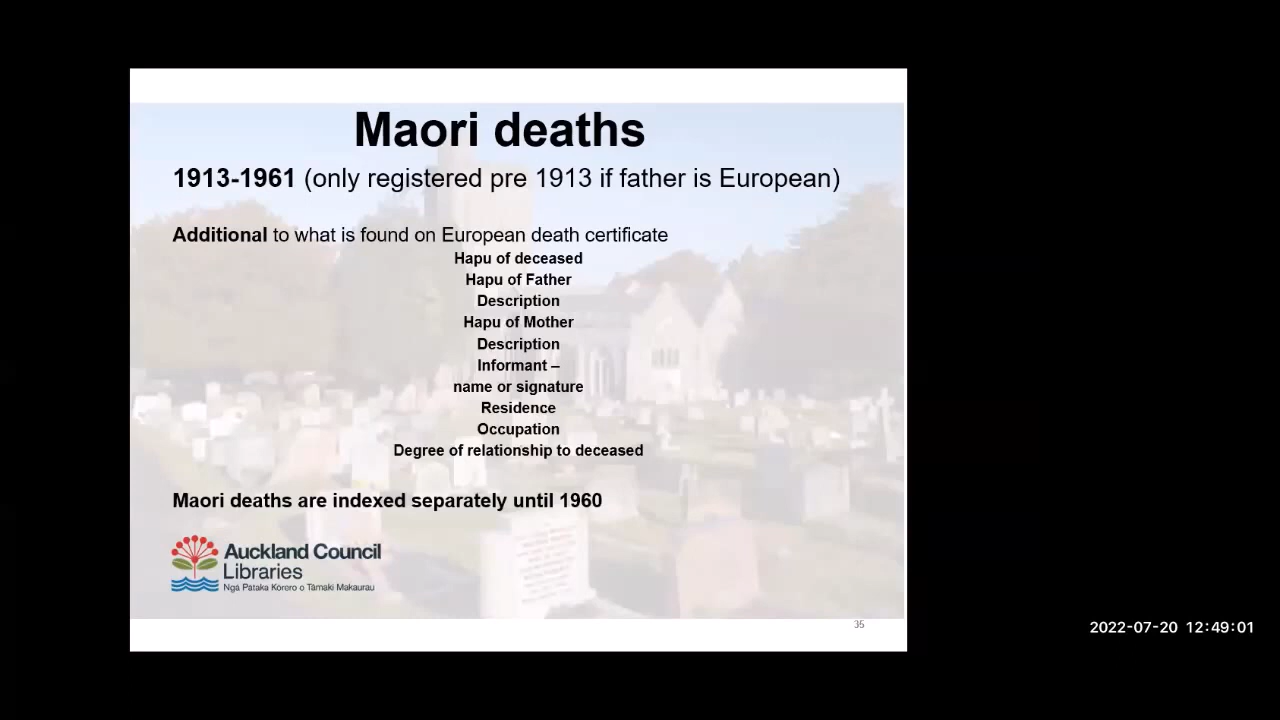 Maori deaths
1913-1961 (only registered pre 1913 if father is European)
Additional to what is found on European death certificate
Hapu of deceased
Hapu of Father
Description
Hapu of Mother
Description
Informant –
name or signature
Residence
Occupation
Degree of relationship to deceased
Maori deaths are indexed separately until 1960
Auckland Council
Libraries
Ngā Pātaka Kōrero o Tāmaki Makaurau
35
2022-07-20 12:49:01